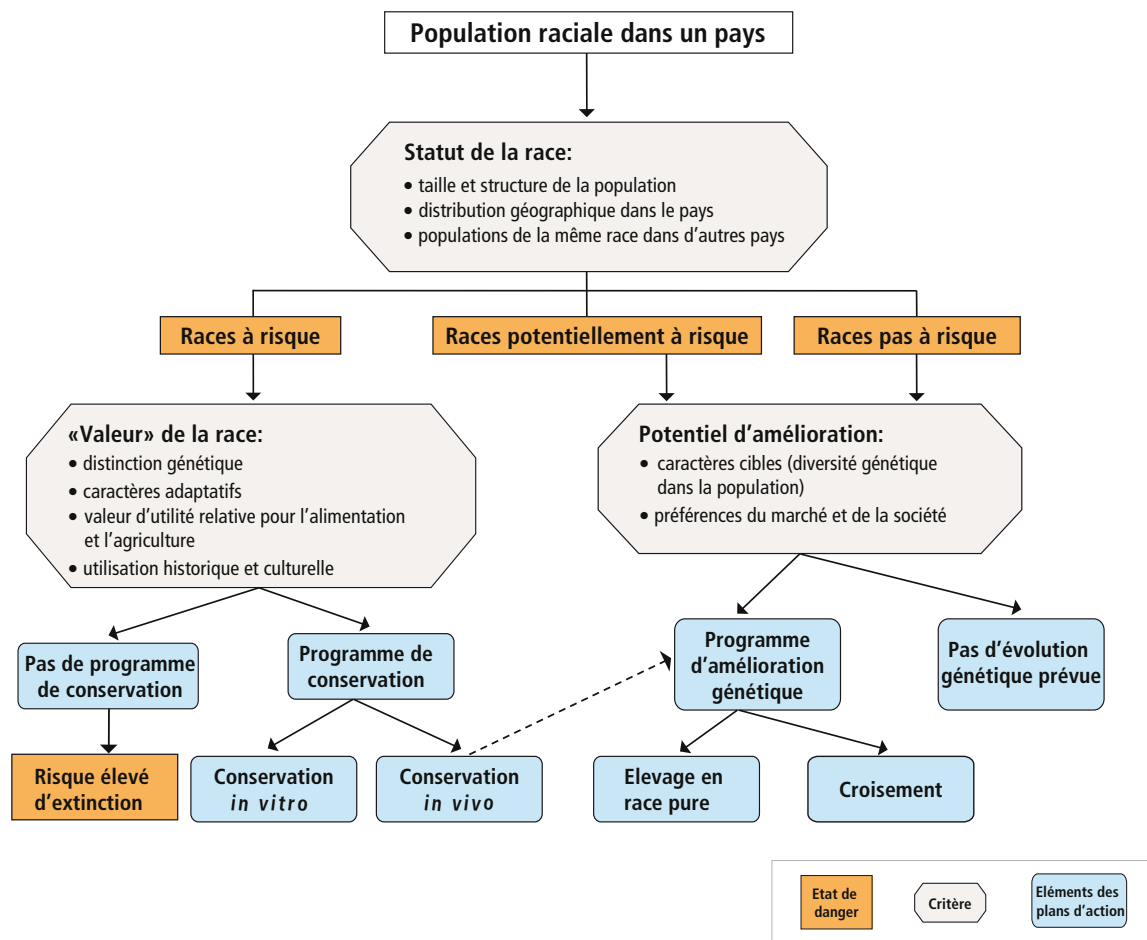 Population raciale dans un pays
Statut de la race:
• taille et structure de la population
• distribution géographique dans le pays
• populations de la même race dans d'autres pays
Races à risque
Races potentiellement à risque
Races pas à risque
«Valeur» de la race:
• distinction génétique
• caractères adaptatifs
• valeur d'utilité relative pour l'alimentation
et l'agriculture
• utilisation historique et culturelle
Potentiel d'amélioration:
• caractères cibles (diversité génétique
dans la population)
• préférences du marché et de la société
Pas de programme
de conservation
Programme de
conservation
Programme
d'amélioration
génétique
Pas d'évolution
génétique prévue
Risque élevé
d'extinction
Conservation
in vitro
Conservation
in vivo
Elevage en
race pure
Croisement
Etat de
danger
Critère
Eléments des
plans d'action